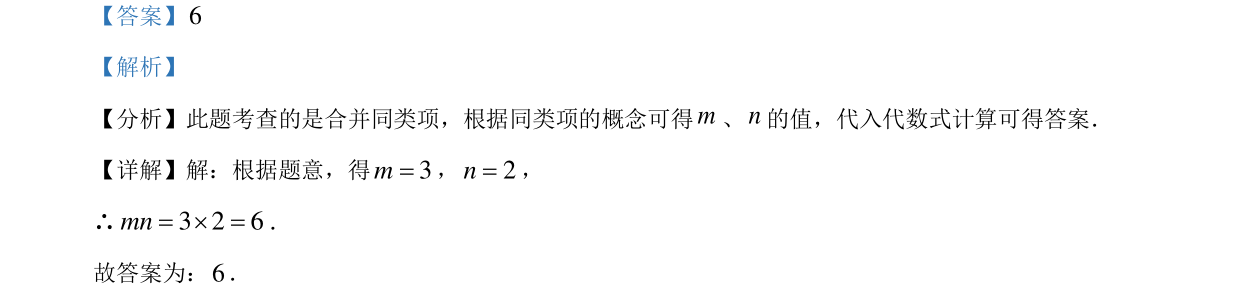 【答案】6
【解析】
【分析】此题考查的是合并同类项，根据同类项的概念可得 m 、 n 的值，代入代数式计算可得答案．
【详解】解：根据题意，得 m = 3 ， n = 2 ，
∴ mn = 3×2 = 6 ．
故答案为：6．